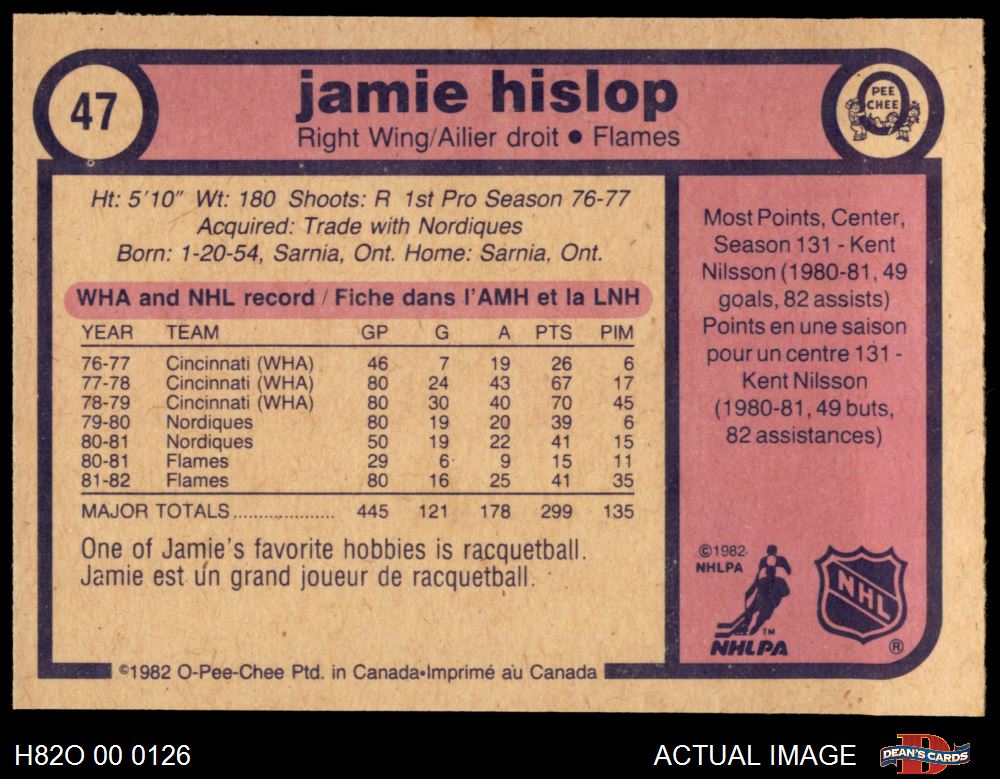 47
jamie hislop
Right Wing/Ailier droit ● Flames
O
PEE
CHEE
Ht: 5'10" Wt: 180 Shoots: R 1st Pro Season 76-77
Acquired: Trade with Nordiques
Born: 1-20-54, Sarnia, Ont. Home: Sarnia, Ont.
WHA and NHL record / Fiche dans l'AMH et la LNH
YEAR TEAM GP G A PTS PIM
76-77 Cincinnati (WHA) 46 7 19 26 6
77-78 Cincinnati (WHA) 80 24 43 67 17
78-79 Cincinnati (WHA) 80 30 40 70 45
79-80 Nordiques 80 19 20 39 6
80-81 Nordiques 50 19 22 41 15
80-81 Flames 29 6 9 15 11
81-82 Flames 80 16 25 41 35
MAJOR TOTALS.................... 445 121 178 299 135
One of Jamie's favorite hobbies is racquetball.
Jamie est un grand joueur de racquetball.
©1982 O-Pee-Chee Ptd. in Canada•Imprimé au Canada
Most Points, Center,
Season 131 - Kent
Nilsson (1980-81, 49
goals, 82 assists)
Points en une saison
pour un centre 131 -
Kent Nilsson
(1980-81, 49 buts,
82 assistances)
©1982
NHLPA
TM
NHLPA
NHL
®
H82O 00 0126
ACTUAL IMAGE
D
DEAN'S CARDS